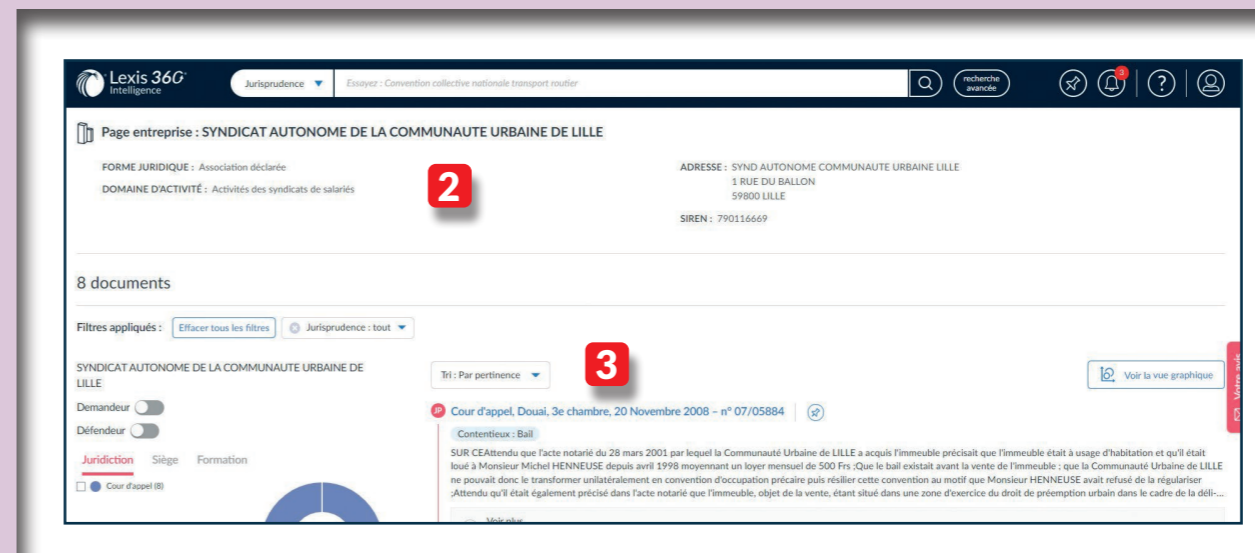 Lexis 360
Intelligence
Jurisprudence
Essayez : Convention collective nationale transport routier
recherche
avancée
3
?
Page entreprise : SYNDICAT AUTONOME DE LA COMMUNAUTE URBAINE DE LILLE
FORME JURIDIQUE : Association déclarée
DOMAINE D'ACTIVITÉ : Activités des syndicats de salariés
2
ADRESSE : SYND AUTONOME COMMUNAUTE URBAINE LILLE
1 RUE DU BALLON
59800 LILLE
SIREN : 790116669
8 documents
Filtres appliqués :
Effacer tous les filtres
Jurisprudence : tout
SYNDICAT AUTONOME DE LA COMMUNAUTE URBAINE DE
LILLE
Demandeur
Défendeur
Juridiction Siège Formation
Cour d'appel (8)
Tri : Par pertinence
3
Voir la vue graphique
Votre avis
JP Cour d'appel, Douai, 3e chambre, 20 Novembre 2008 – n° 07/05884
Contentieux : Bail
SUR CEAttendu que l'acte notarié du 28 mars 2001 par lequel la Communauté Urbaine de LILLE a acquis l'immeuble précisait que l'immeuble était à usage d'habitation et qu'il était
loué à Monsieur Michel HENNEUSE depuis avril 1998 moyennant un loyer mensuel de 500 Frs ;Que le bail existait avant la vente de l'immeuble ; que la Communauté Urbaine de LILLE
ne pouvait donc le transformer unilatéralement en convention d'occupation précaire puis résilier cette convention au motif que Monsieur HENNEUSE avait refusé de la régulariser
;Attendu qu'il était également précisé dans l'acte notarié que l'immeuble, objet de la vente, étant situé dans une zone d'exercice du droit de préemption urbain dans le cadre de la déli-...
Voir plus